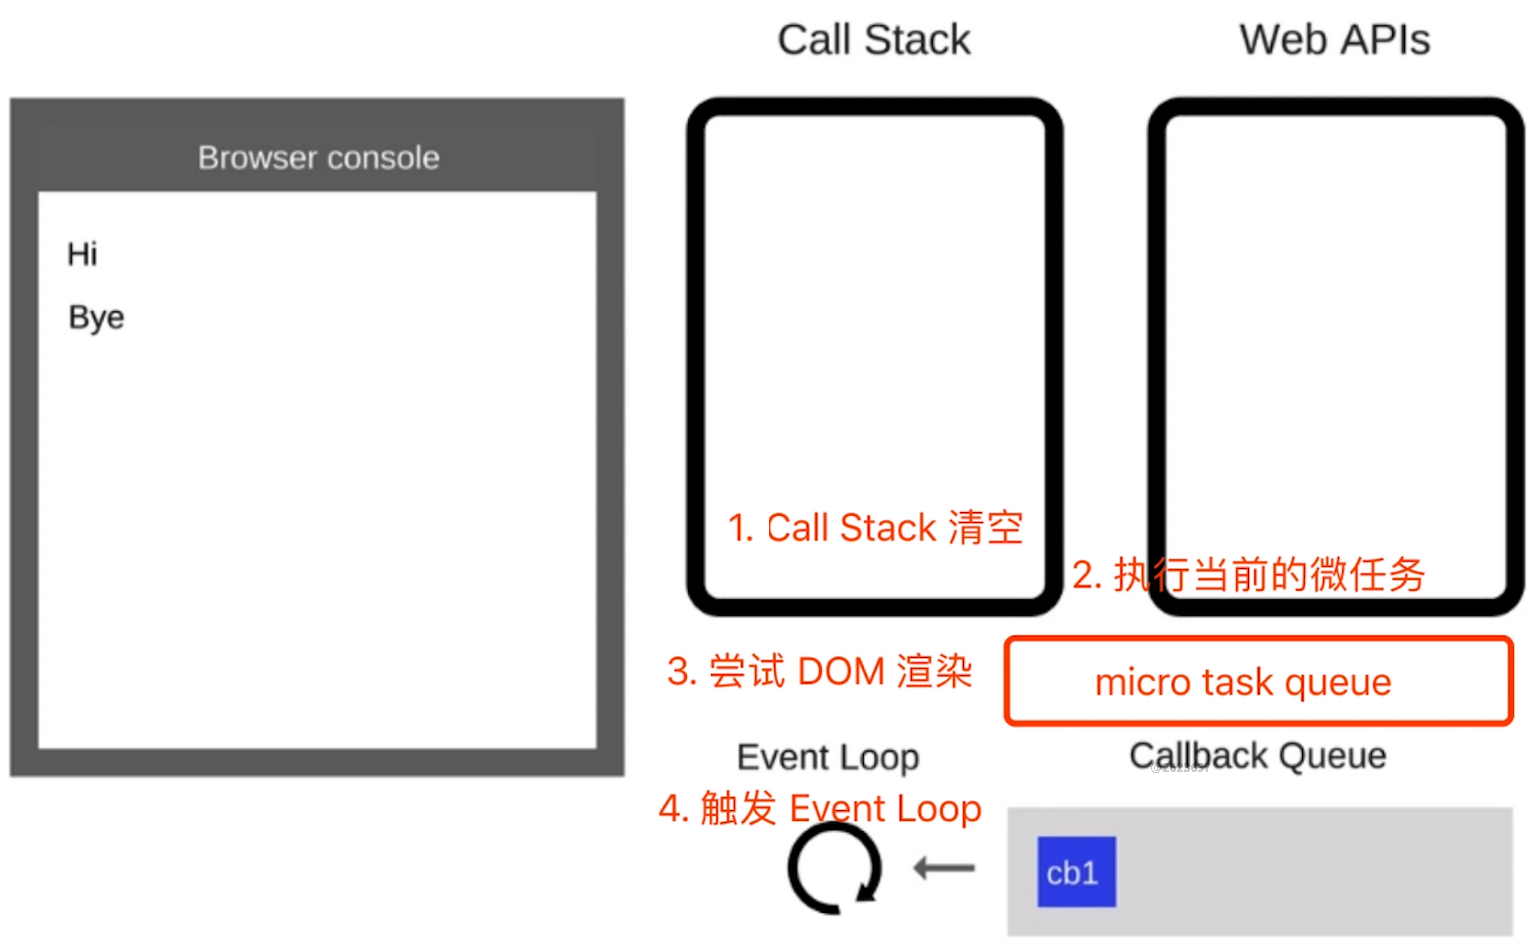 Call Stack
Web APIs
Browser console
Hi
Bye
1. Call Stack 清空
2. 执行当前的微任务
3. 尝试 DOM 渲染
micro task queue
Event Loop
Callback Queue
4. 触发 Event Loop
cb1